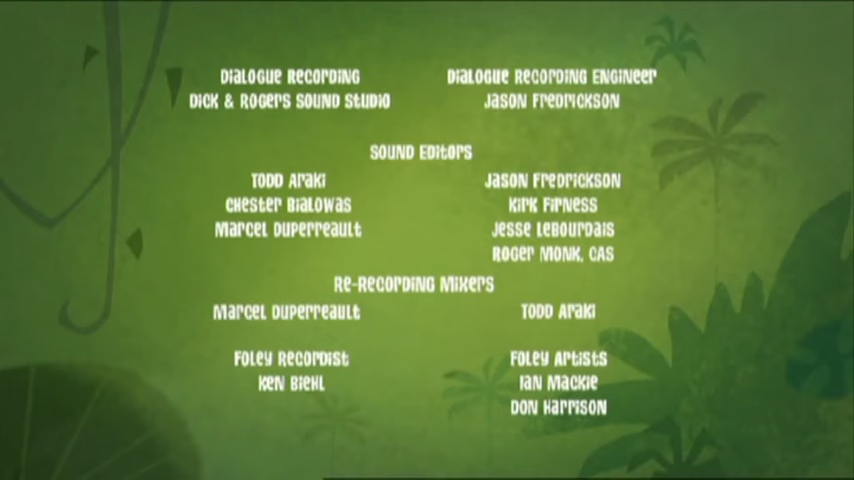 Dialogue Recording
Dick & Rogers Sound Studio
Dialogue Recording Engineer
Jason Fredrickson
Sound Editors
Todd Araki
Chester Bialowas
Marcel Duperreault
Jason Fredrickson
Kirk Firness
Jesse LeBourdais
Roger Monk, CAS
Re-Recording Mixers
Marcel Duperreault
Todd Araki
Foley Recordist
Ken Biehl
Foley Artists
Ian Mackie
Don Harrison